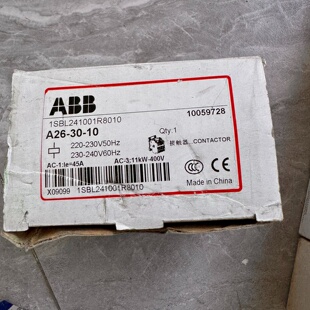 ABB
1SBL241001R8010
10059728
A26-30-10
220-230V50Hz
230-240V60Hz
Qty:1
接触器 CONTACTOR
AC-1:Ie=45A
AC-3:11kW-400V
X09099
1SBL241001R8010
Made in China